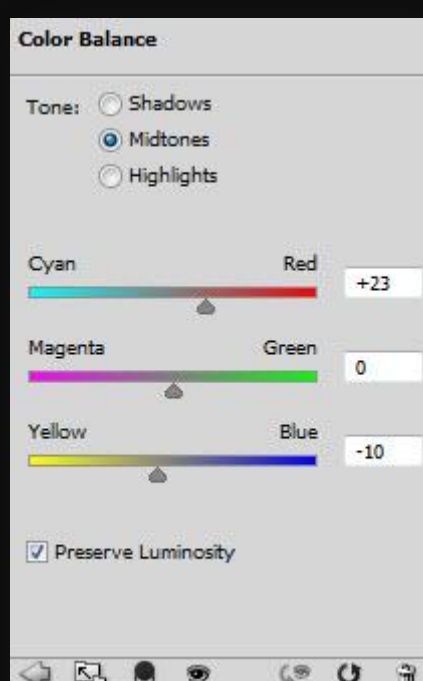 Color Balance
Tone: Shadows
Midtones
Highlights
Cyan Red +23
Magenta Green 0
Yellow Blue -10
Preserve Luminosity